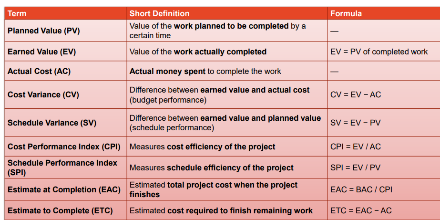 Term Short Definition Formula
Planned Value (PV) Value of the work planned to be completed by a
certain time —
Earned Value (EV) Value of the work actually completed EV = PV of completed work
Actual Cost (AC) Actual money spent to complete the work —
Cost Variance (CV) Difference between earned value and actual cost
(budget performance) CV = EV − AC
Schedule Variance (SV) Difference between earned value and planned value
(schedule performance) SV = EV − PV
Cost Performance Index (CPI) Measures cost efficiency of the project CPI = EV / AC
Schedule Performance Index
(SPI) Measures schedule efficiency of the project SPI = EV / PV
Estimate at Completion (EAC) Estimated total project cost when the project
finishes EAC = BAC / CPI
Estimate to Complete (ETC) Estimated cost required to finish remaining work ETC = EAC − AC